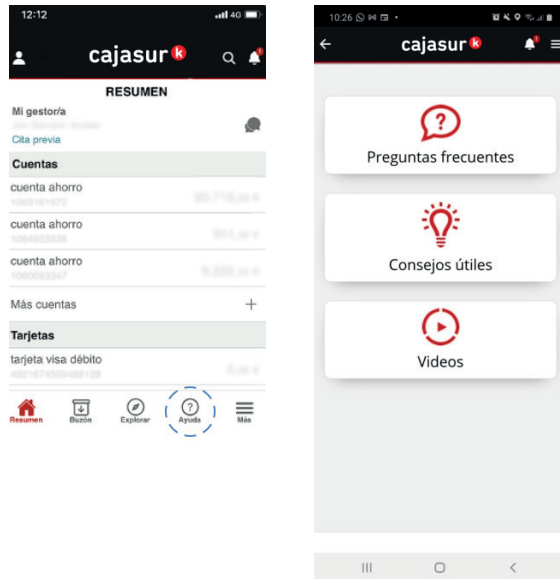 12:12
4G
cajasur k
RESUMEN
Mi gestor/a
Cita previa
Cuentas
cuenta ahorro
cuenta ahorro
cuenta ahorro
Más cuentas +
Tarjetas
tarjeta visa débito
Resumen Buzón Explorar Ayuda Más
10:26
cajasur k
Preguntas frecuentes
Consejos útiles
Videos